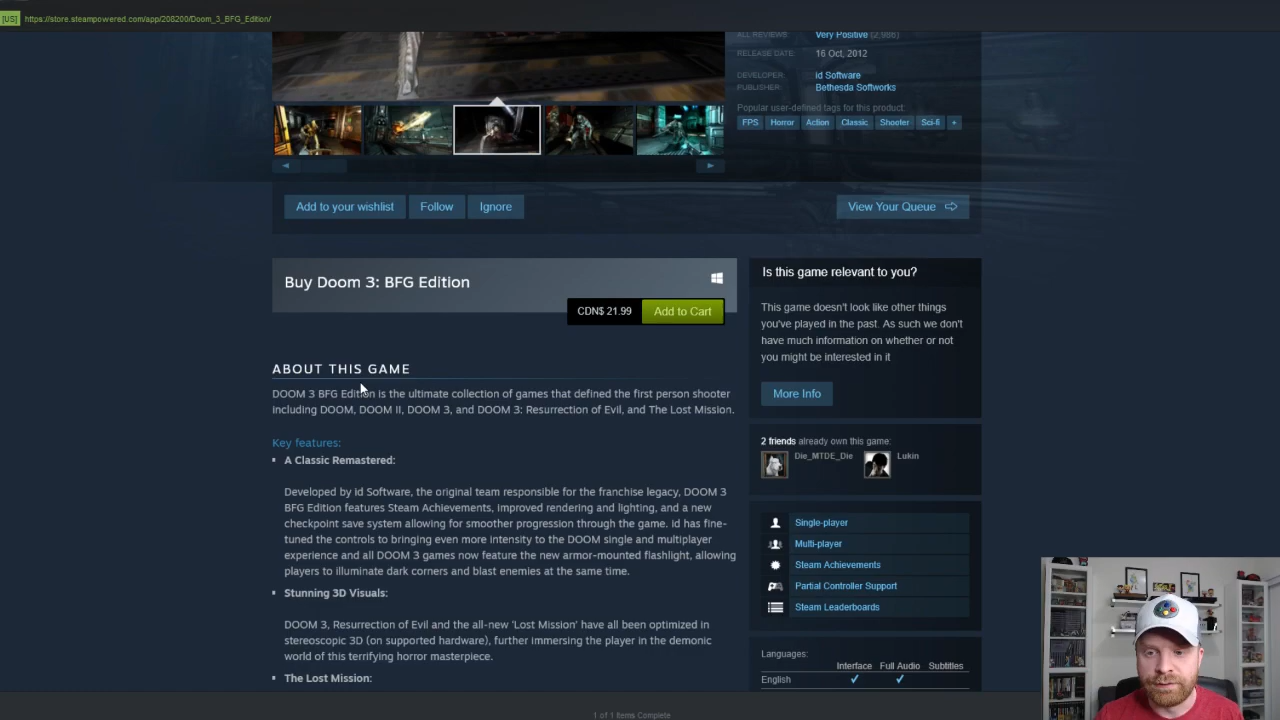 [US] https://store.steampowered.com/app/208200/Doom_3_BFG_Edition/
ALL REVIEWS: Very Positive (2,986)
RELEASE DATE: 16 Oct, 2012
DEVELOPER: id Software
PUBLISHER: Bethesda Softworks
Popular user-defined tags for this product:
FPS Horror Action Classic Shooter Sci-fi +
Add to your wishlist Follow Ignore View Your Queue
Buy Doom 3: BFG Edition
CDN$ 21.99 Add to Cart
ABOUT THIS GAME
DOOM 3 BFG Edition is the ultimate collection of games that defined the first person shooter
including DOOM, DOOM II, DOOM 3, and DOOM 3: Resurrection of Evil, and The Lost Mission.
Key features:
A Classic Remastered:
Developed by id Software, the original team responsible for the franchise legacy, DOOM 3
BFG Edition features Steam Achievements, improved rendering and lighting, and a new
checkpoint save system allowing for smoother progression through the game. id has fine-
tuned the controls to bringing even more intensity to the DOOM single and multiplayer
experience and all DOOM 3 games now feature the new armor-mounted flashlight, allowing
players to illuminate dark corners and blast enemies at the same time.
Stunning 3D Visuals:
DOOM 3, Resurrection of Evil and the all-new 'Lost Mission' have all been optimized in
stereoscopic 3D (on supported hardware), further immersing the player in the demonic
world of this terrifying horror masterpiece.
The Lost Mission:
Is this game relevant to you?
This game doesn't look like other things
you've played in the past. As such we don't
have much information on whether or not
you might be interested in it
More Info
2 friends already own this game:
Die_MTDE_Die Lukin
Single-player
Multi-player
Steam Achievements
Partial Controller Support
Steam Leaderboards
Languages:
Interface Full Audio Subtitles
English ✓ ✓
1 of 1 Items Complete